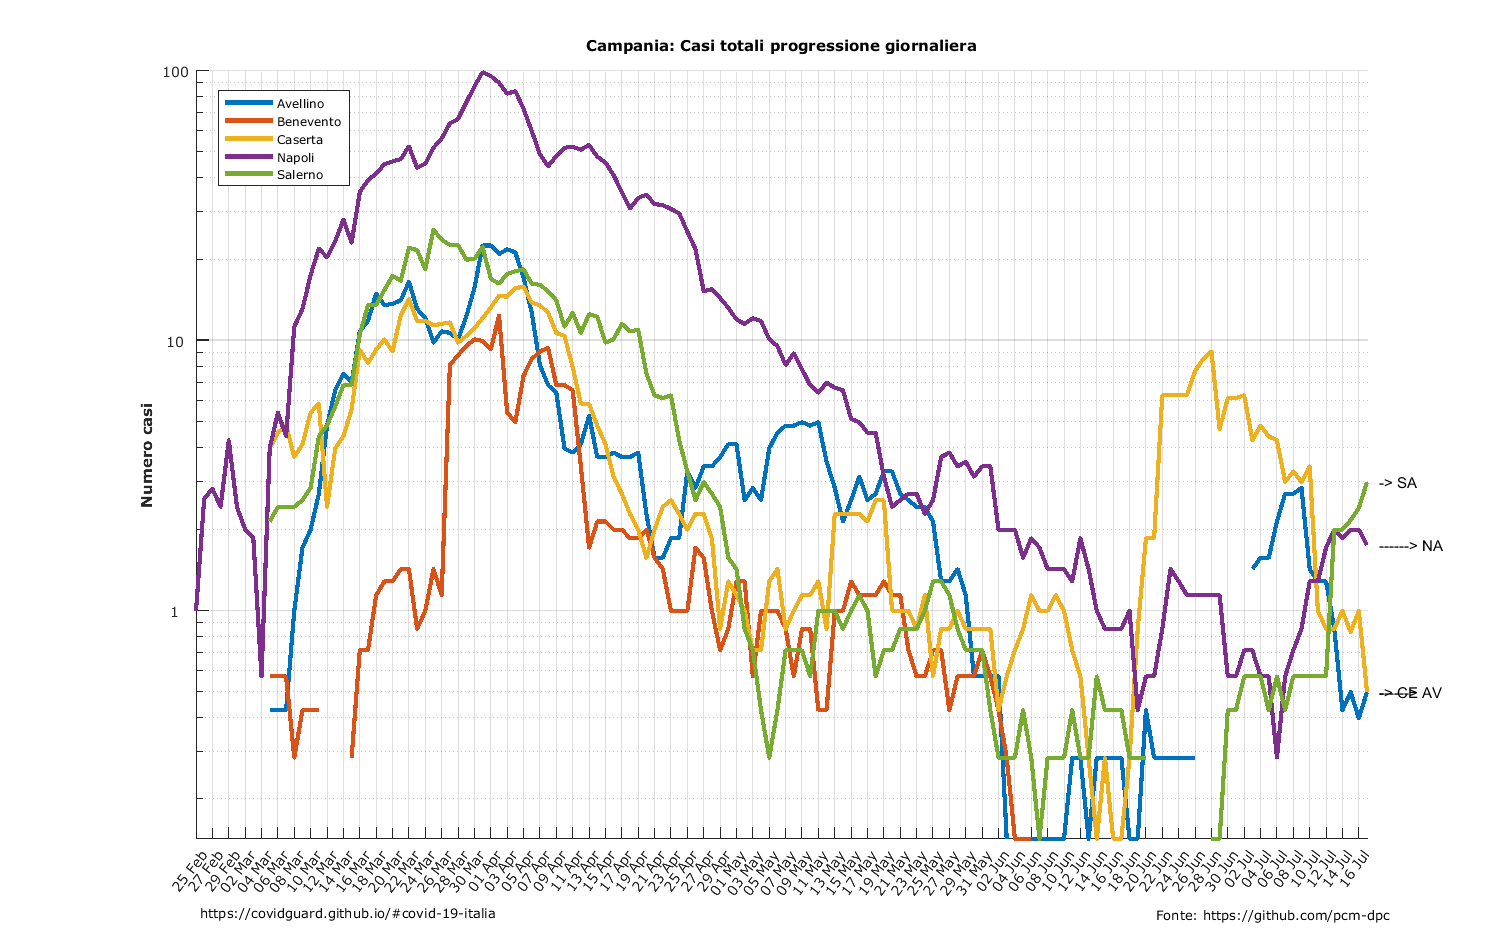 Campania: Casi totali progressione giornaliera
Numero casi
100
10
1
Avellino
Benevento
Caserta
Napoli
Salerno
-> SA
------> NA
25 Feb
27 Feb
29 Feb
02 Mar
04 Mar
06 Mar
08 Mar
10 Mar
12 Mar
14 Mar
16 Mar
18 Mar
20 Mar
22 Mar
24 Mar
26 Mar
28 Mar
30 Mar
01 Apr
03 Apr
05 Apr
07 Apr
09 Apr
11 Apr
13 Apr
15 Apr
17 Apr
19 Apr
21 Apr
23 Apr
25 Apr
27 Apr
29 Apr
01 May
03 May
05 May
07 May
09 May
11 May
13 May
15 May
17 May
19 May
21 May
23 May
25 May
27 May
29 May
31 May
02 Jun
04 Jun
06 Jun
08 Jun
10 Jun
12 Jun
14 Jun
16 Jun
18 Jun
20 Jun
22 Jun
24 Jun
26 Jun
28 Jun
30 Jun
02 Jul
04 Jul
06 Jul
08 Jul
10 Jul
12 Jul
14 Jul
16 Jul
-> CE AV
https://covidguard.github.io/#covid-19-italia
Fonte: https://github.com/pcm-dpc